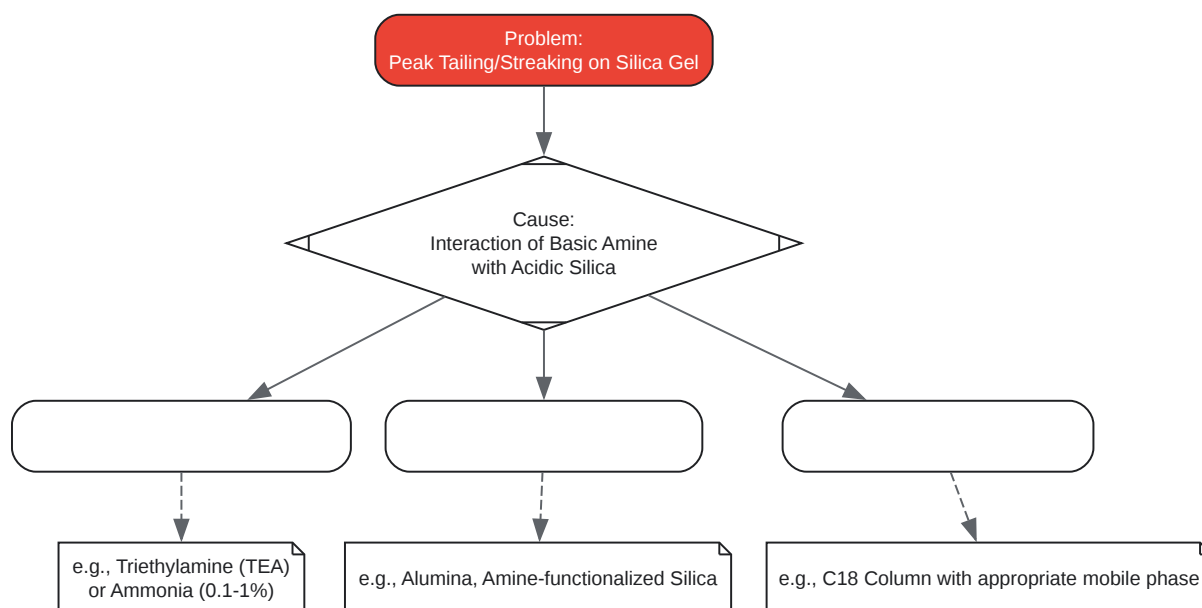 Problem:
Peak Tailing/Streaking on Silica Gel
Cause:
Interaction of Basic Amine
with Acidic Silica
e.g., Triethylamine (TEA)
or Ammonia (0.1-1%)
e.g., Alumina, Amine-functionalized Silica
e.g., C18 Column with appropriate mobile phase